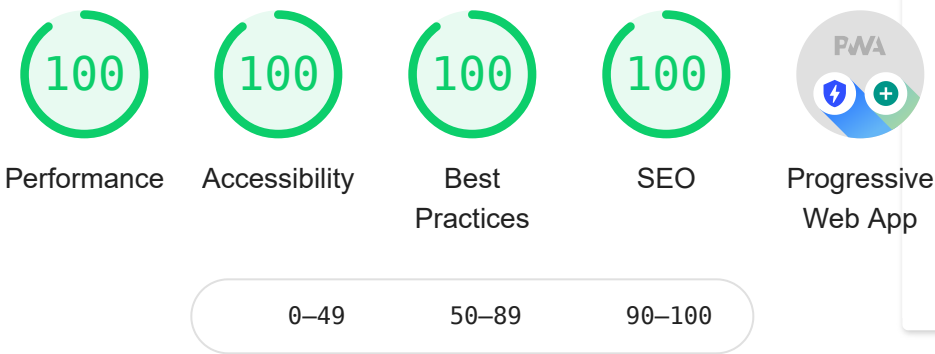 100 100 100 100 PWA
Performance Accessibility Best Practices SEO Progressive Web App
0–49 50–89 90–100